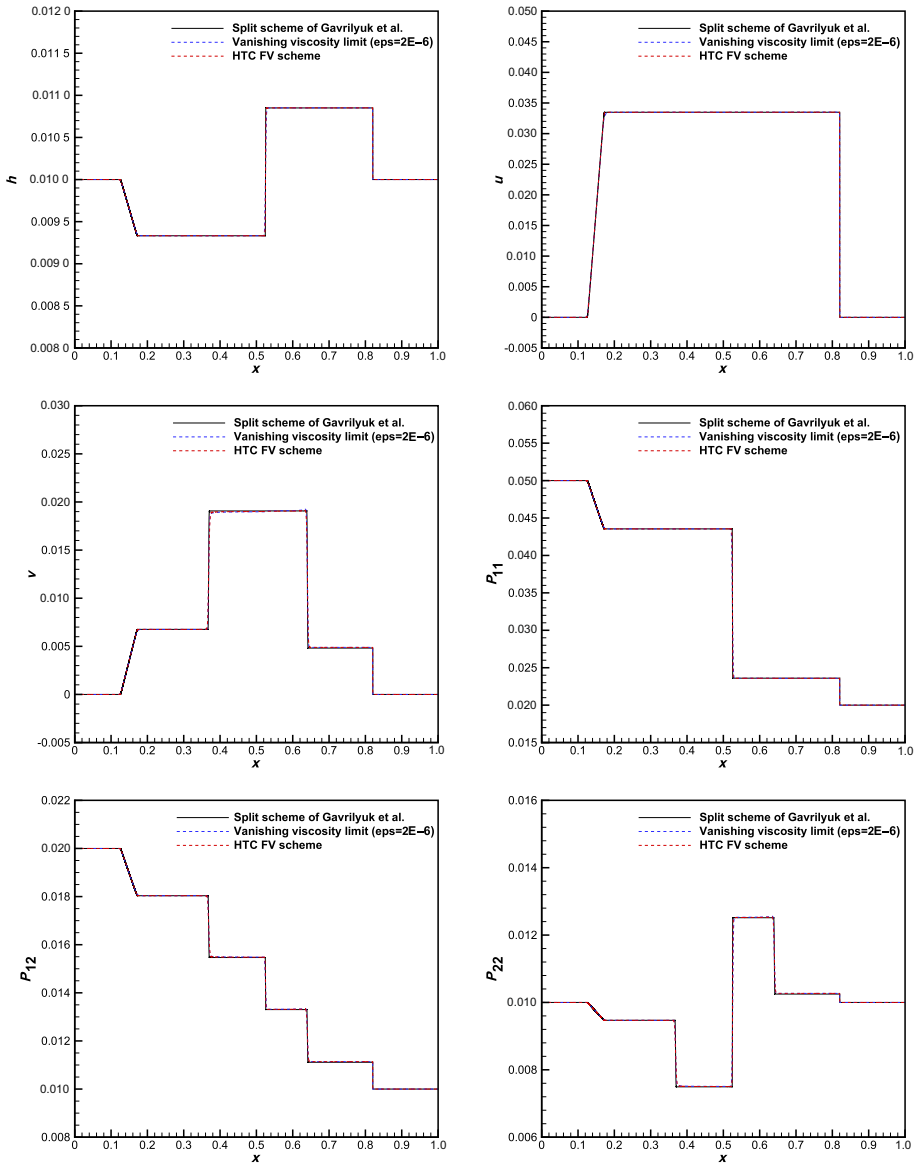 0.012 0
0.011 5
0.011 0
0.010 5
0.010 0
0.009 5
0.009 0
0.008 5
0.008 0
h
Split scheme of Gavrilyuk et al.
Vanishing viscosity limit (eps=2E−6)
HTC FV scheme
0 0.1 0.2 0.3 0.4 0.5 0.6 0.7 0.8 0.9 1.0
x
0.050
0.045
0.040
0.035
0.030
0.025
0.020
0.015
0.010
0.005
0
-0.005
u
Split scheme of Gavrilyuk et al.
Vanishing viscosity limit (eps=2E−6)
HTC FV scheme
0 0.1 0.2 0.3 0.4 0.5 0.6 0.7 0.8 0.9 1.0
x
0.030
0.025
0.020
0.015
0.010
0.005
0
-0.005
v
Split scheme of Gavrilyuk et al.
Vanishing viscosity limit (eps=2E−6)
HTC FV scheme
0 0.1 0.2 0.3 0.4 0.5 0.6 0.7 0.8 0.9 1.0
x
0.060
0.055
0.050
0.045
0.040
0.035
0.030
0.025
0.020
0.015
P11
Split scheme of Gavrilyuk et al.
Vanishing viscosity limit (eps=2E−6)
HTC FV scheme
0 0.1 0.2 0.3 0.4 0.5 0.6 0.7 0.8 0.9 1.0
x
0.022
0.020
0.018
0.016
0.014
0.012
0.010
0.008
P12
Split scheme of Gavrilyuk et al.
Vanishing viscosity limit (eps=2E−6)
HTC FV scheme
0 0.1 0.2 0.3 0.4 0.5 0.6 0.7 0.8 0.9 1.0
x
0.016
0.014
0.012
0.010
0.008
0.006
P22
Split scheme of Gavrilyuk et al.
Vanishing viscosity limit (eps=2E−6)
HTC FV scheme
0 0.1 0.2 0.3 0.4 0.5 0.6 0.7 0.8 0.9 1.0
x